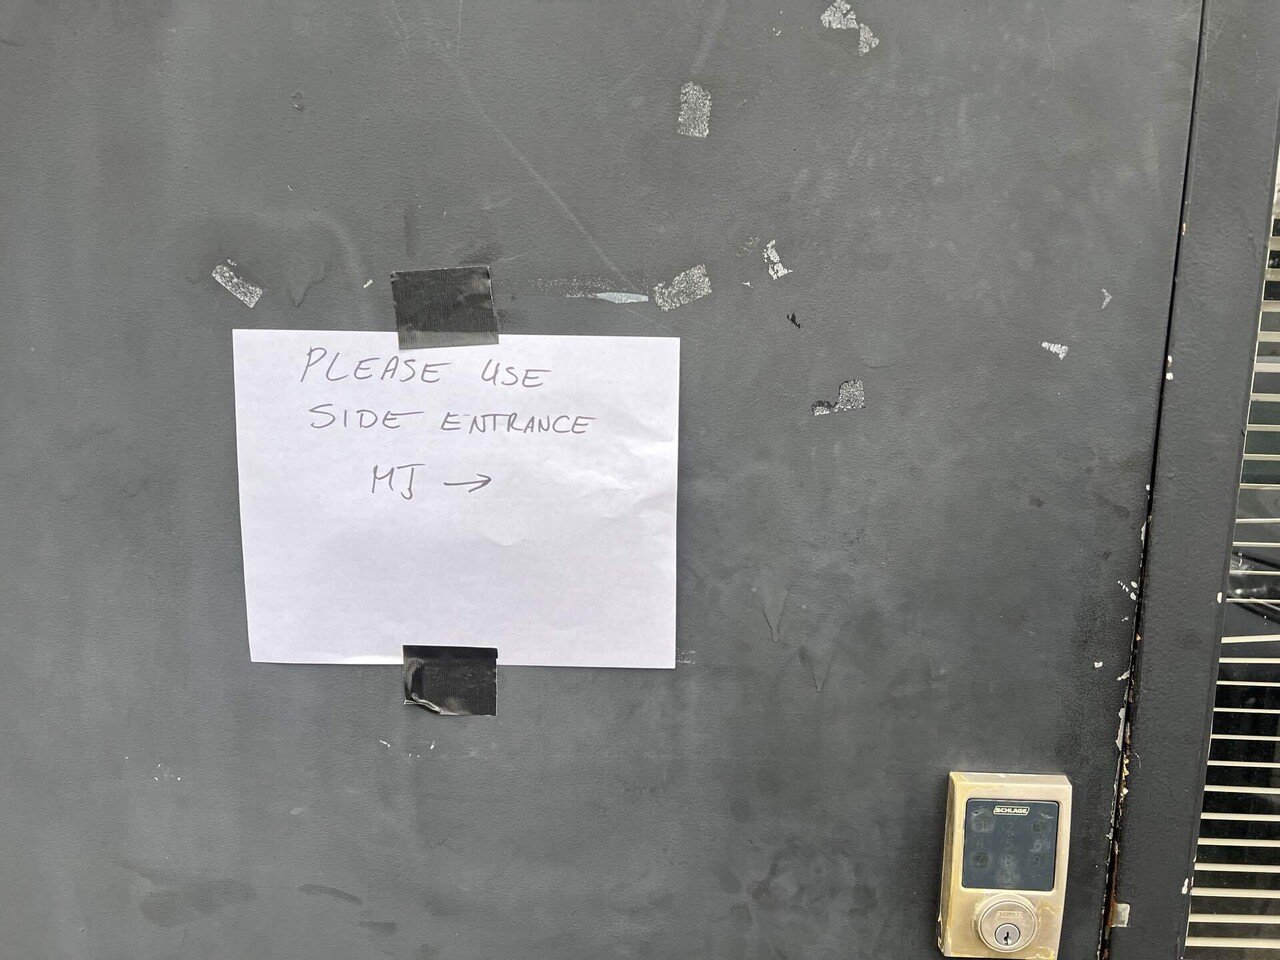 PLEASE USE
SIDE ENTRANCE
MJ →
SCHLAGE